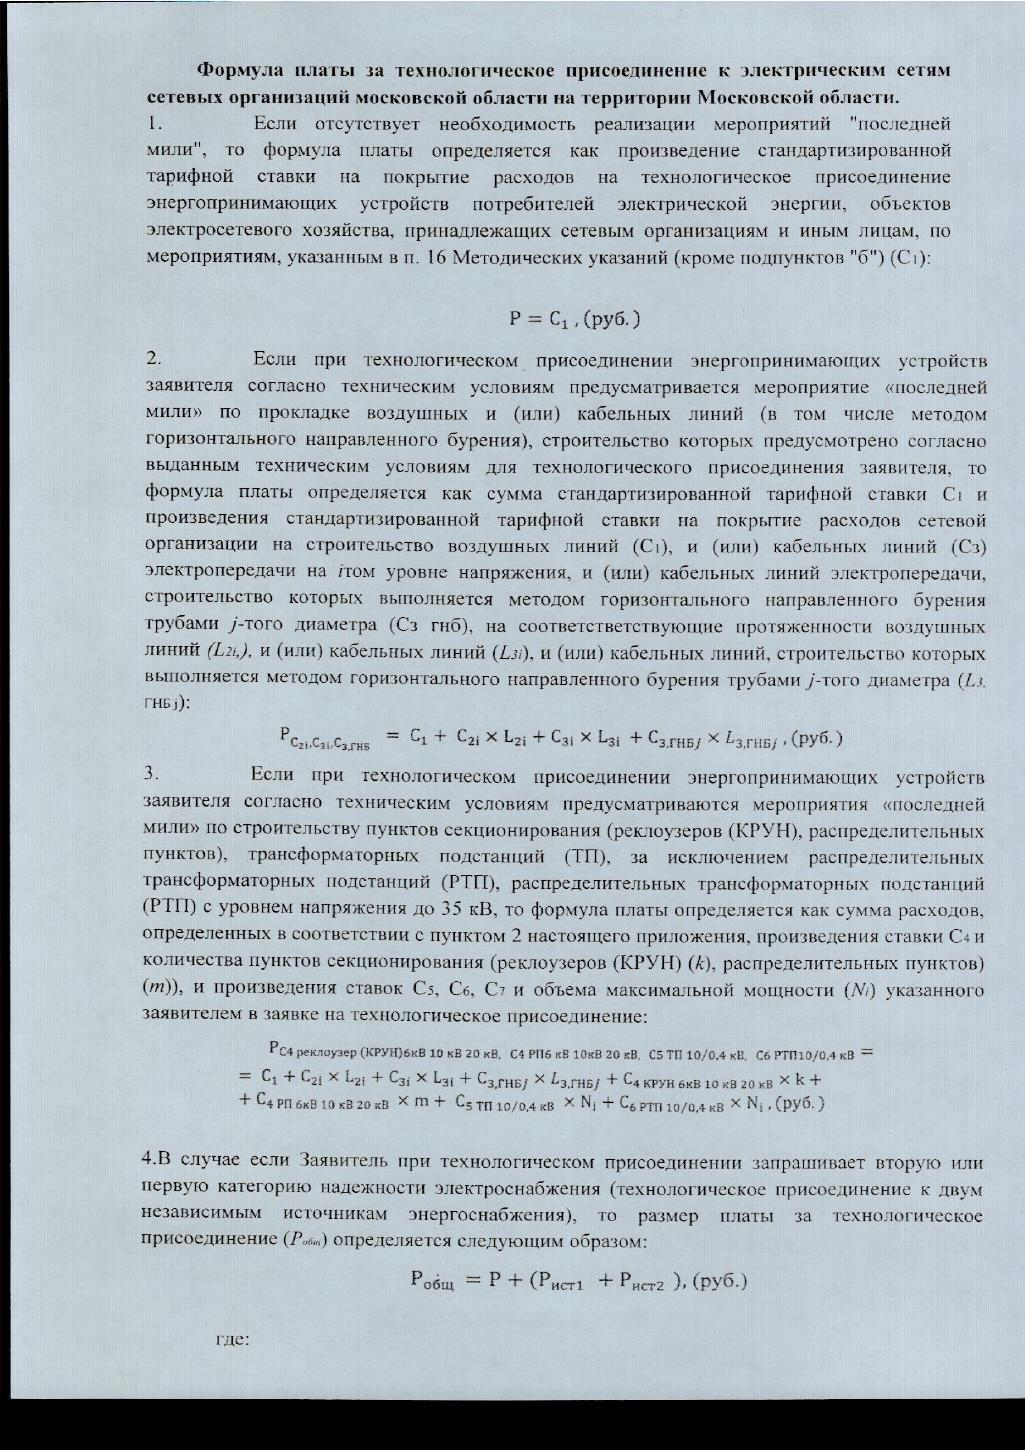 Формула платы за технологическое присоединение к электрическим сетям
сетевых организаций московской области на территории Московской области.
1. Если отсутствует необходимость реализации мероприятий "последней
мили", то формула платы определяется как произведение стандартизированной
тарифной ставки на покрытие расходов на технологическое присоединение
энергопринимающих устройств потребителей электрической энергии, объектов
электросетевого хозяйства, принадлежащих сетевым организациям и иным лицам, по
мероприятиям, указанным в п. 16 Методических указаний (кроме подпунктов "б") (С1):
P = C₁ , (руб.)
2. Если при технологическом присоединении энергопринимающих устройств
заявителя согласно техническим условиям предусматривается мероприятие «последней
мили» по прокладке воздушных и (или) кабельных линий (в том числе методом
горизонтального направленного бурения), строительство которых предусмотрено согласно
выданным техническим условиям для технологического присоединения заявителя, то
формула платы определяется как сумма стандартизированной тарифной ставки С1 и
произведения стандартизированной тарифной ставки на покрытие расходов сетевой
организации на строительство воздушных линий (С1), и (или) кабельных линий (С3)
электропередачи на iтом уровне напряжения, и (или) кабельных линий электропередачи,
строительство которых выполняется методом горизонтального направленного бурения
трубами j-того диаметра (С3 гнб), на соответстветствующие протяженности воздушных
линий (L2i,), и (или) кабельных линий (L3i), и (или) кабельных линий, строительство которых
выполняется методом горизонтального направленного бурения трубами j-того диаметра (L3,
ГНБ j):
P C₂ᵢ,C₃ᵢ,C₃,ГНБ = C₁ + C₂ᵢ × L₂ᵢ + C₃ᵢ × L₃ᵢ + C₃,ГНБj × L₃,ГНБj , (руб.)
3. Если при технологическом присоединении энергопринимающих устройств
заявителя согласно техническим условиям предусматриваются мероприятия «последней
мили» по строительству пунктов секционирования (реклоузеров (КРУН), распределительных
пунктов), трансформаторных подстанций (ТП), за исключением распределительных
трансформаторных подстанций (РТП), распределительных трансформаторных подстанций
(РТП) с уровнем напряжения до 35 кВ, то формула платы определяется как сумма расходов,
определенных в соответствии с пунктом 2 настоящего приложения, произведения ставки С4 и
количества пунктов секционирования (реклоузеров (КРУН) (k), распределительных пунктов)
(m)), и произведения ставок С5, С6, С7 и объема максимальной мощности (Ni) указанного
заявителем в заявке на технологическое присоединение:
P С4 реклоузер (КРУН)6кВ 10 кВ 20 кВ, С4 РП6 кВ 10кВ 20 кВ, С5 ТП 10/0,4 кВ, С6 РТП10/0,4 кВ =
= C₁ + C₂ᵢ × L₂ᵢ + C₃ᵢ × L₃ᵢ + C₃,ГНБj × L₃,ГНБj + C₄ КРУН 6кВ 10 кВ 20 кВ × k +
+ C₄ РП 6кВ 10 кВ 20 кВ × m + C₅ ТП 10/0,4 кВ × Nᵢ + C₆ РТП 10/0,4 кВ × Nᵢ , (руб.)
4.В случае если Заявитель при технологическом присоединении запрашивает вторую или
первую категорию надежности электроснабжения (технологическое присоединение к двум
независимым источникам энергоснабжения), то размер платы за технологическое
присоединение (Робщ) определяется следующим образом:
Pобщ = P + (Pист1 + Pист2 ), (руб.)
где: